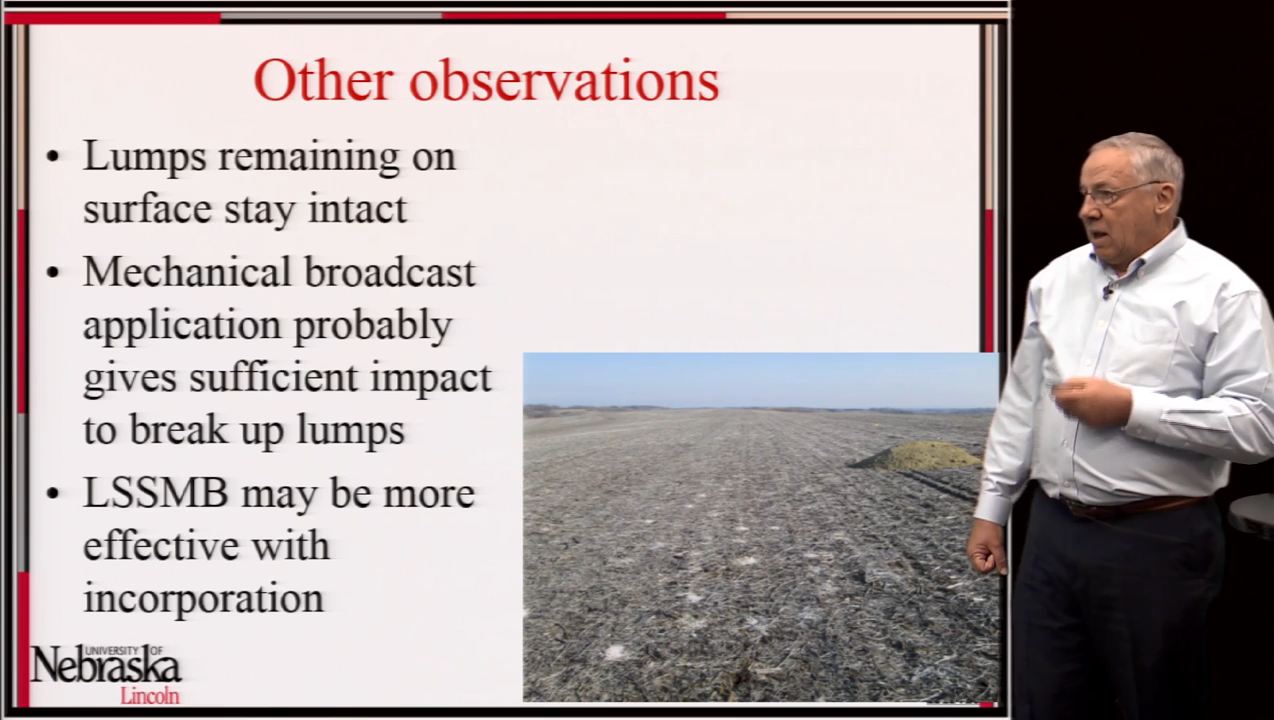 Other observations
• Lumps remaining on
surface stay intact
• Mechanical broadcast
application probably
gives sufficient impact
to break up lumps
• LSSMB may be more
effective with
incorporation
UNIVERSITY OF
Nebraska
Lincoln